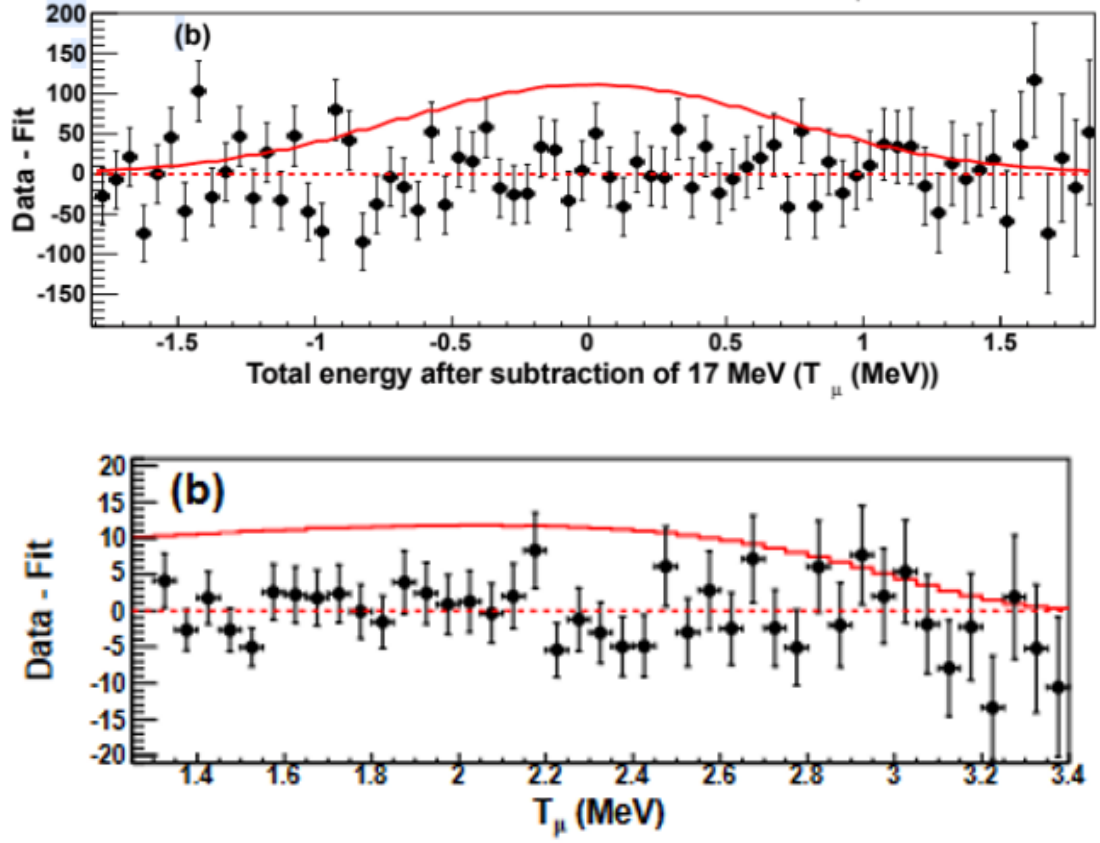 200
(b)
150
100
50
0
-50
-100
-150
Data - Fit
-1.5 -1 -0.5 0 0.5 1 1.5
Total energy after subtraction of 17 MeV (T μ (MeV))
20
(b)
15
10
5
0
-5
-10
-15
-20
Data - Fit
1.4 1.6 1.8 2 2.2 2.4 2.6 2.8 3 3.2 3.4
Tμ (MeV)